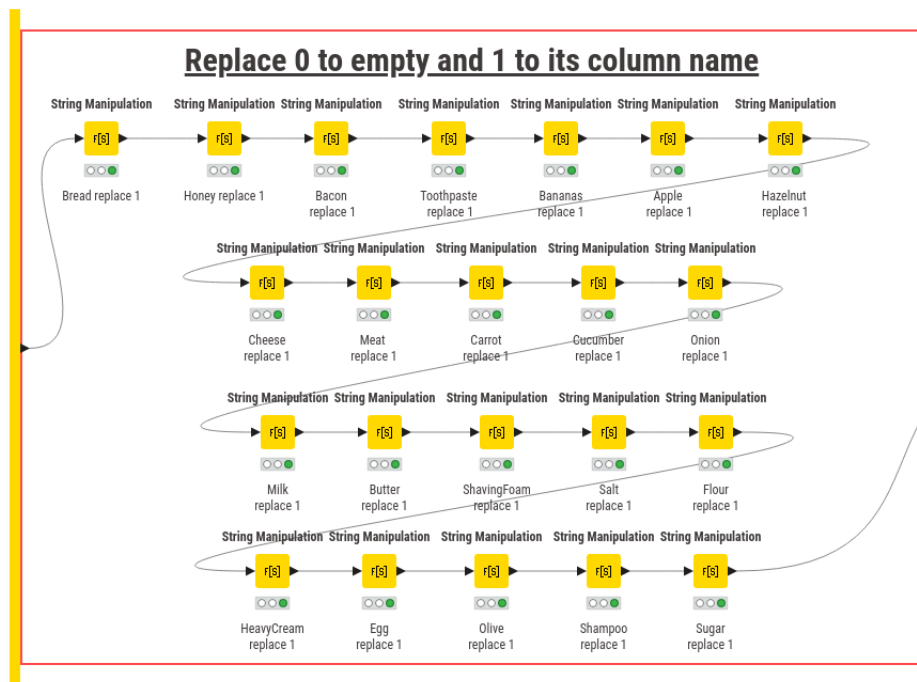 Replace 0 to empty and 1 to its column name
String Manipulation String Manipulation String Manipulation String Manipulation String Manipulation String Manipulation String Manipulation
F[S] F[S] F[S] F[S] F[S] F[S] F[S]
Bread replace 1 Honey replace 1 Bacon Toothpaste Bananas Apple Hazelnut
replace 1 replace 1 replace 1 replace 1 replace 1
String Manipulation String Manipulation String Manipulation String Manipulation String Manipulation
F[S] F[S] F[S] F[S] F[S]
Cheese Meat Carrot Cucumber Onion
replace 1 replace 1 replace 1 replace 1 replace 1
String Manipulation String Manipulation String Manipulation String Manipulation String Manipulation
F[S] F[S] F[S] F[S] F[S]
Milk Butter ShavingFoam Salt Flour
replace 1 replace 1 replace 1 replace 1 replace 1
String Manipulation String Manipulation String Manipulation String Manipulation String Manipulation
F[S] F[S] F[S] F[S] F[S]
HeavyCream Egg Olive Shampoo Sugar
replace 1 replace 1 replace 1 replace 1 replace 1